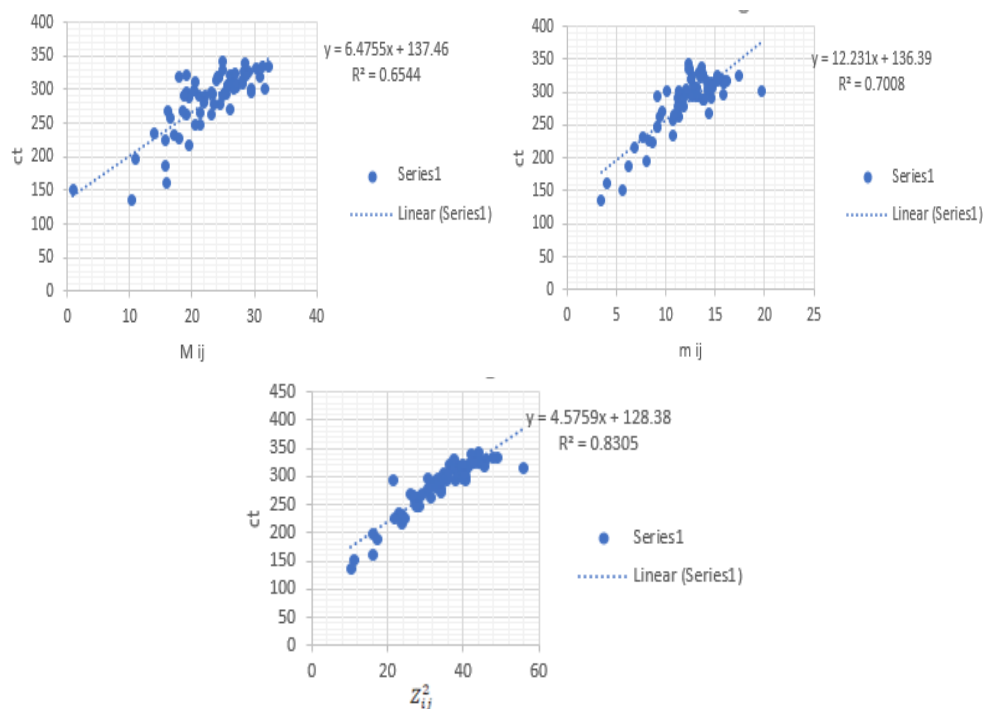 400
350
300
250
200
150
100
50
0
ct
0 10 20 30 40
M ij
y = 6.4755x + 137.46
R² = 0.6544
Series1
Linear (Series1)
400
350
300
250
200
150
100
50
0
ct
0 5 10 15 20 25
m ij
y = 12.231x + 136.39
R² = 0.7008
Series1
Linear (Series1)
450
400
350
300
250
200
150
100
50
0
ct
0 20 40 60
Z²ij
y = 4.5759x + 128.38
R² = 0.8305
Series1
Linear (Series1)